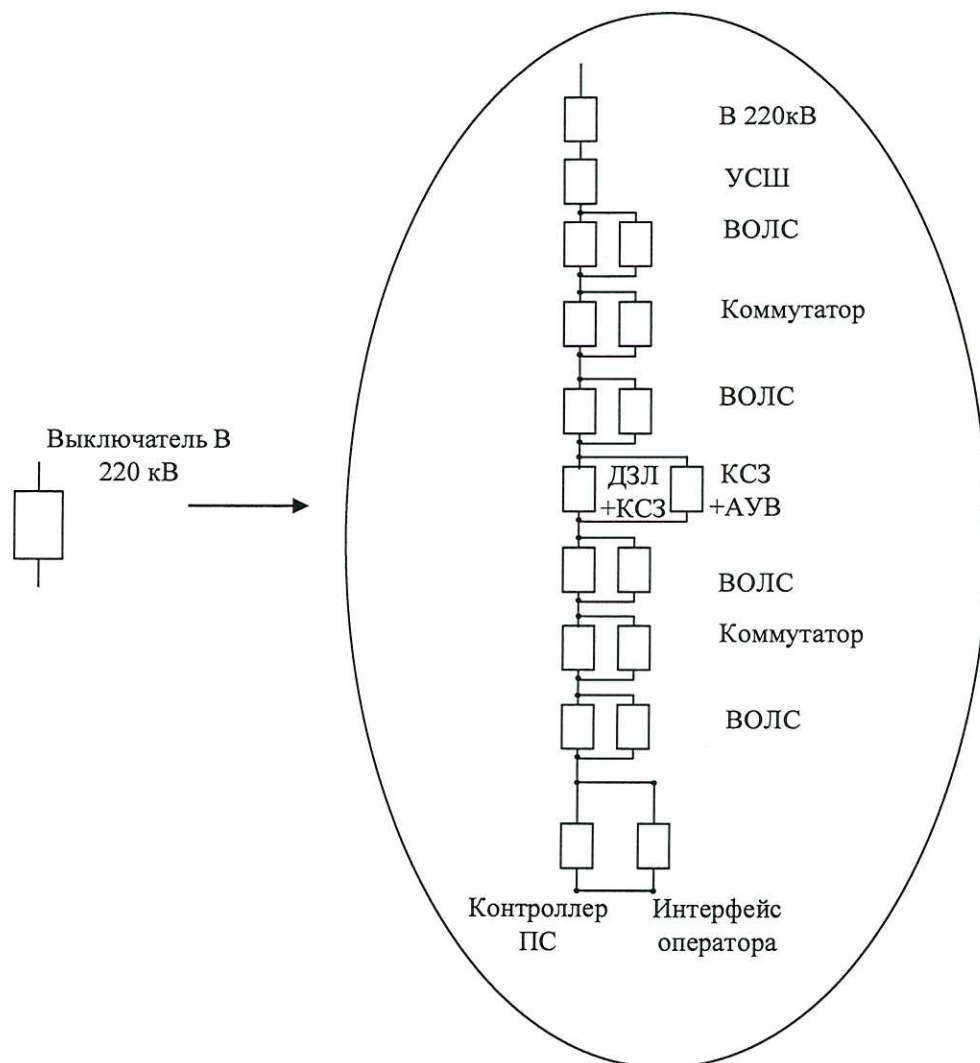 В 220кВ
УСШ
ВОЛС
Коммутатор
ВОЛС
Выключатель В
220 кВ
ДЗЛ
+КСЗ
КСЗ
+АУВ
ВОЛС
Коммутатор
ВОЛС
Контроллер
ПС
Интерфейс
оператора